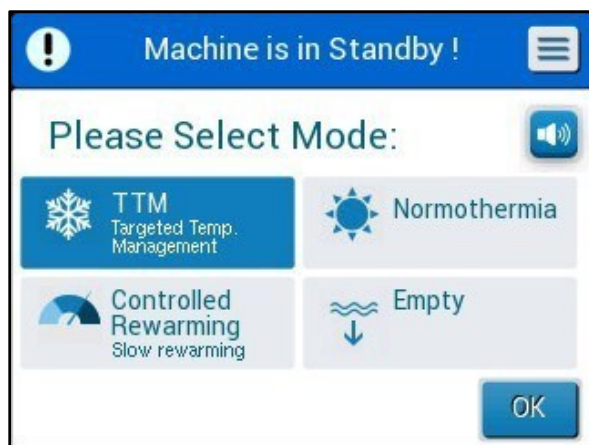 Machine is in Standby !
Please Select Mode:
TTM
Targeted Temp.
Management
Normothermia
Controlled
Rewarming
Slow rewarming
Empty
OK